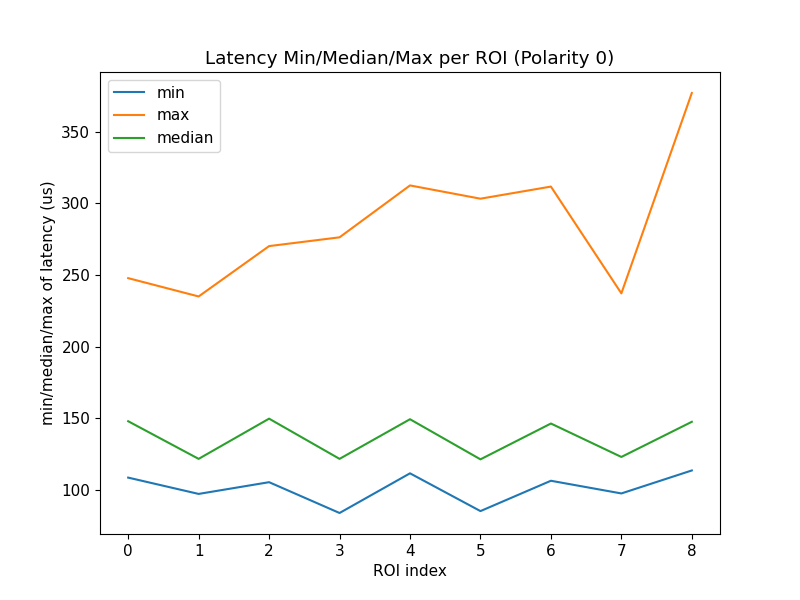 Latency Min/Median/Max per ROI (Polarity 0)
min
max
median
min/median/max of latency (us)
350
300
250
200
150
100
0 1 2 3 4 5 6 7 8
ROI index